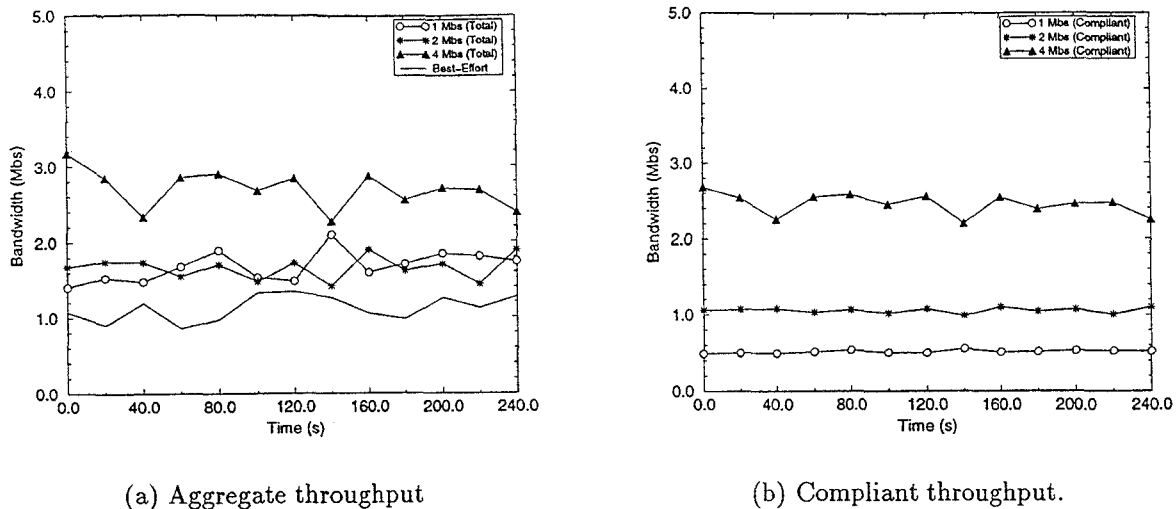 5.0
4.0
3.0
2.0
1.0
0.0
Bandwidth (Mbs)
1 Mbs (Total)
2 Mbs (Total)
4 Mbs (Total)
Best-Effort
0.0 40.0 80.0 120.0 160.0 200.0 240.0
Time (s)
(a) Aggregate throughput
5.0
4.0
3.0
2.0
1.0
0.0
Bandwidth (Mbs)
1 Mbs (Compliant)
2 Mbs (Compliant)
4 Mbs (Compliant)
0.0 40.0 80.0 120.0 160.0 200.0 240.0
Time (s)
(b) Compliant throughput.